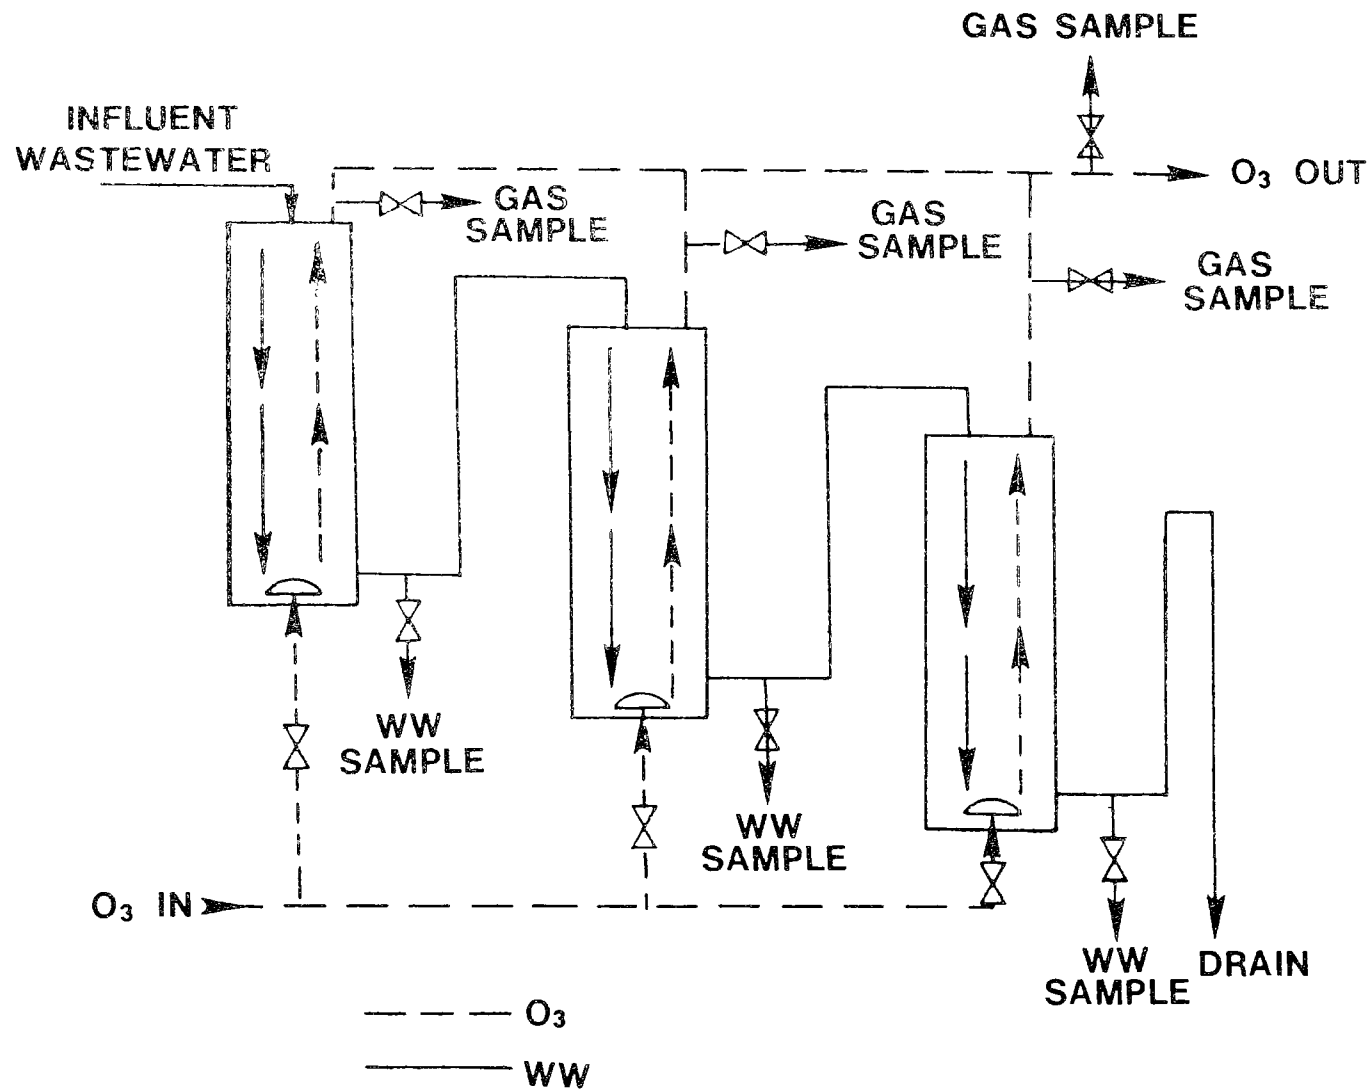 GAS SAMPLE
INFLUENT
WASTEWATER
O₃ OUT
GAS
SAMPLE
GAS
SAMPLE
GAS
SAMPLE
WW
SAMPLE
WW
SAMPLE
O₃ IN
WW
SAMPLE
DRAIN
O₃
WW